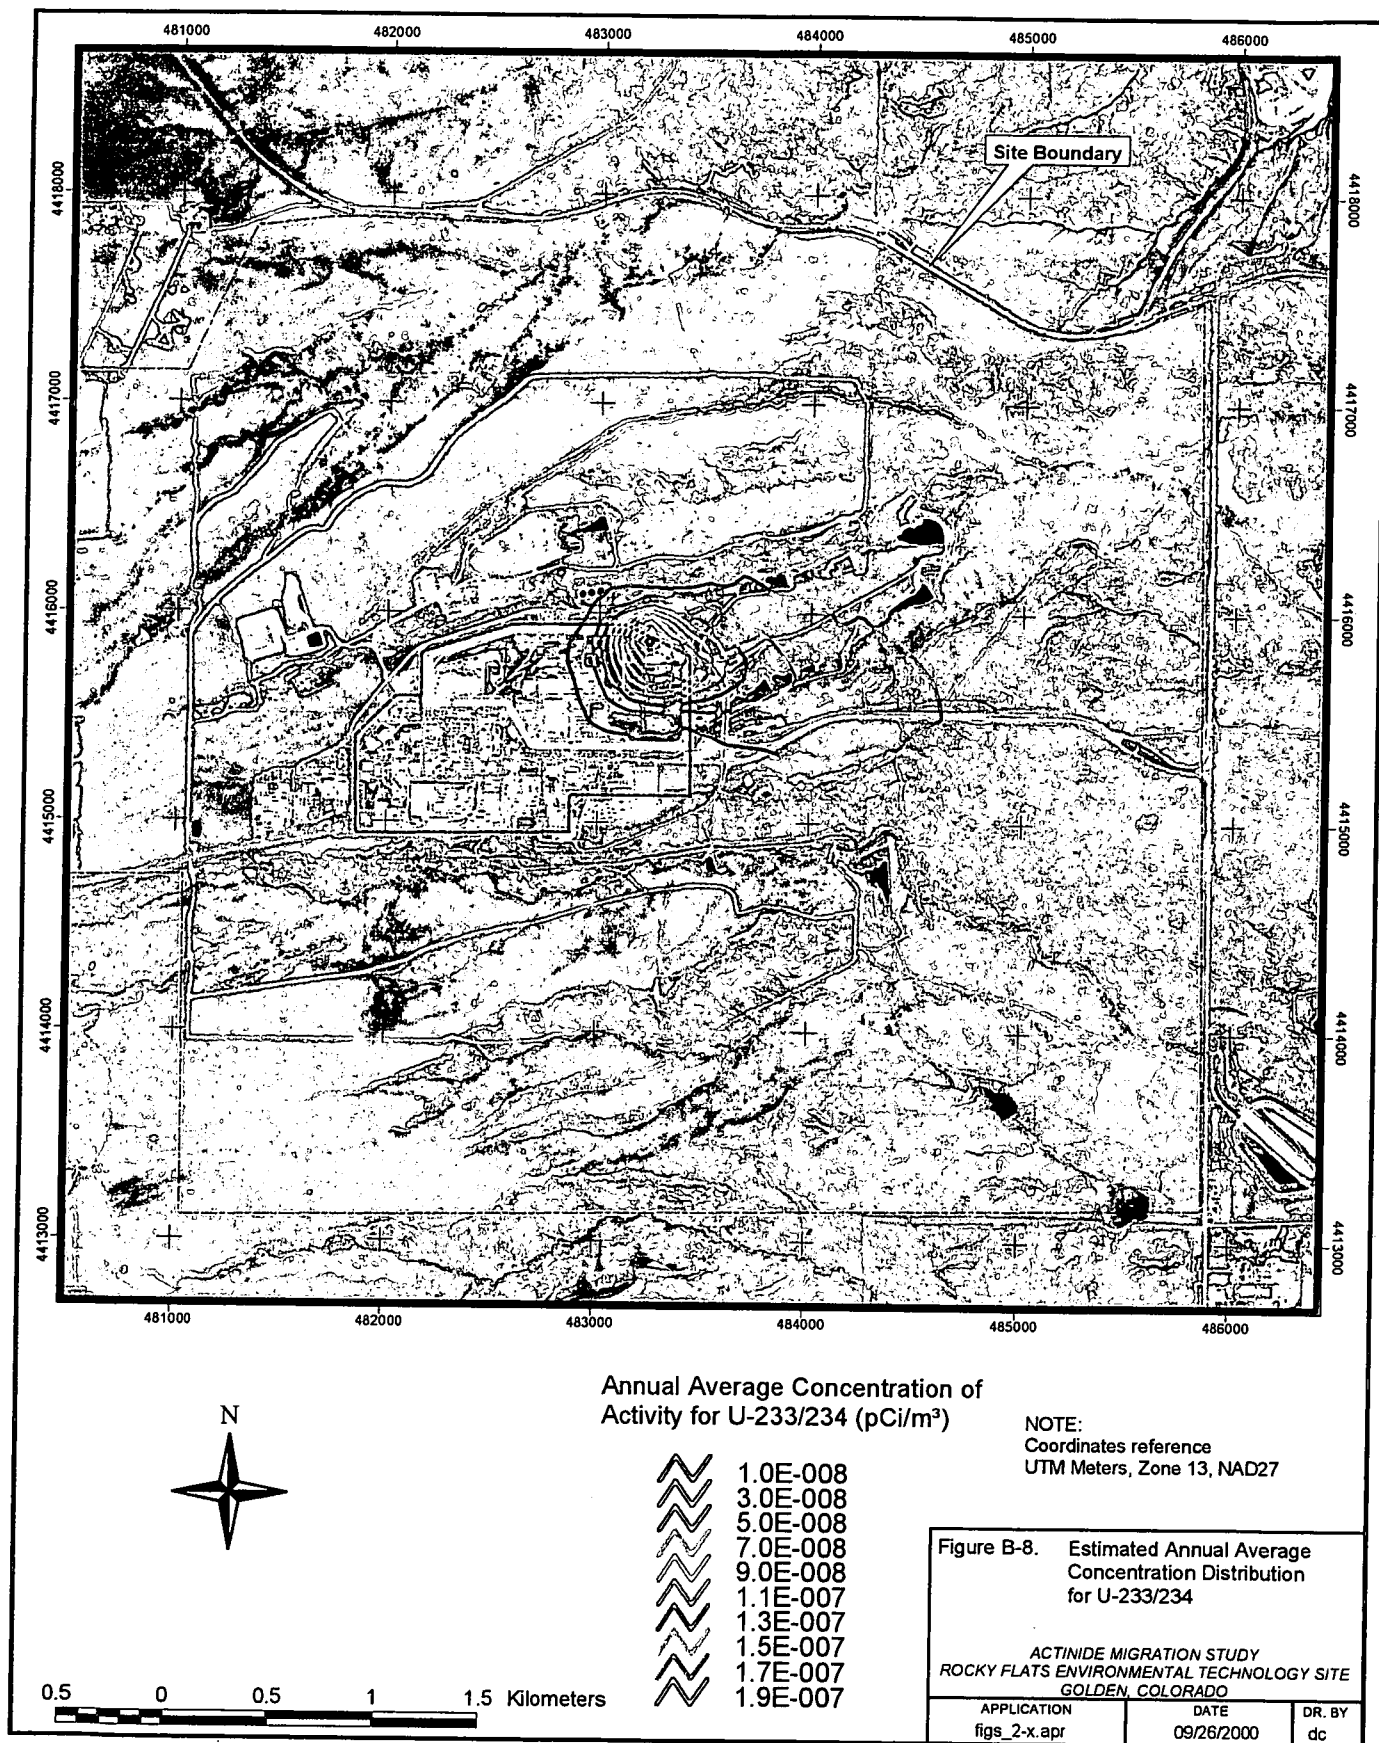 481000
482000
483000
484000
485000
486000
Site Boundary
4418000
4418000
4417000
4417000
4416000
4416000
4415000
4415000
4414000
4414000
4413000
4413000
481000
482000
483000
484000
485000
486000
Annual Average Concentration of
Activity for U-233/234 (pCi/m³)
N
NOTE:
Coordinates reference
UTM Meters, Zone 13, NAD27
1.0E-008
3.0E-008
5.0E-008
7.0E-008
9.0E-008
1.1E-007
1.3E-007
1.5E-007
1.7E-007
1.9E-007
0.5 0 0.5 1 1.5 Kilometers
Figure B-8. Estimated Annual Average
Concentration Distribution
for U-233/234
ACTINIDE MIGRATION STUDY
ROCKY FLATS ENVIRONMENTAL TECHNOLOGY SITE
GOLDEN, COLORADO
APPLICATION DATE DR. BY
figs_2-x.apr 09/26/2000 dc